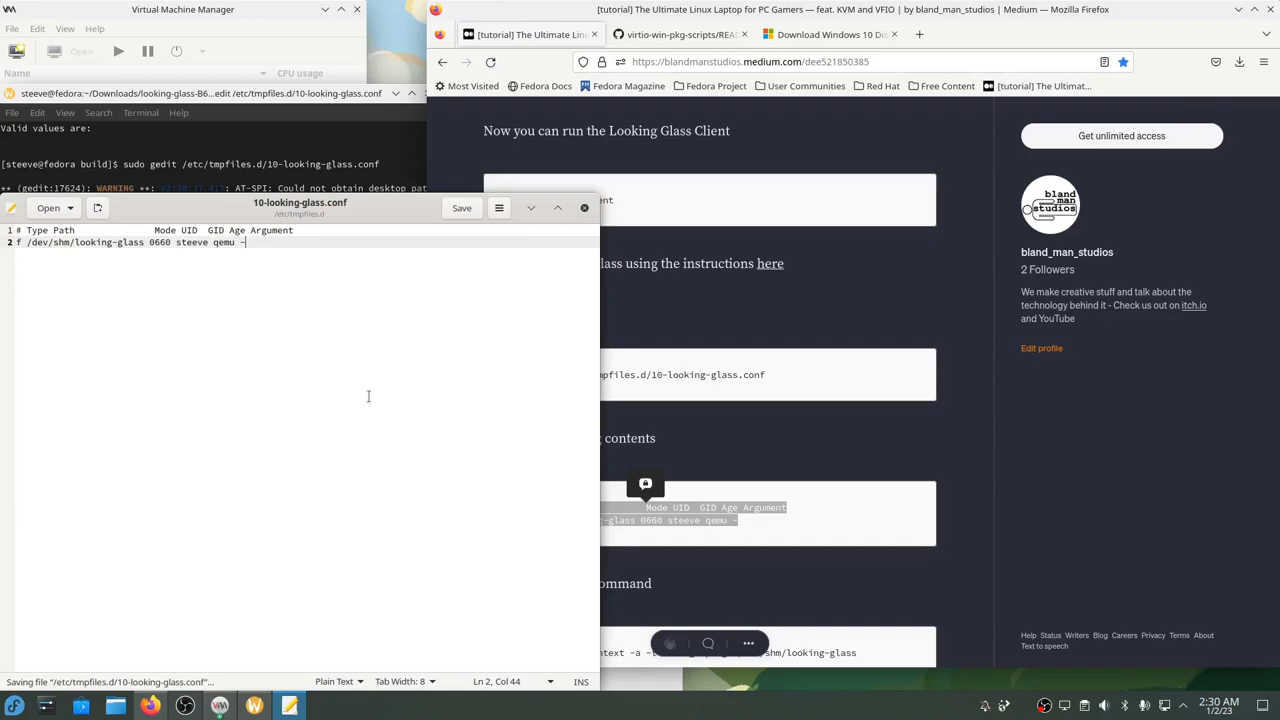 Virtual Machine Manager
File Edit View Help
Open
Name CPU usage
steeve@fedora:~/Downloads/looking-glass-B6...edit /etc/tmpfiles.d/10-looking-glass.conf
File Edit View Search Terminal Help
Valid values are:
[steeve@fedora build]$ sudo gedit /etc/tmpfiles.d/10-looking-glass.conf
** (gedit:17624): WARNING **: AT-SPI: Could not obtain desktop pat
Open
10-looking-glass.conf
/etc/tmpfiles.d
Save
1 # Type Path Mode UID GID Age Argument
2 f /dev/shm/looking-glass 0660 steeve qemu -
Saving file "/etc/tmpfiles.d/10-looking-glass.conf"...
Plain Text
Tab Width: 8
Ln 2, Col 44
INS
[tutorial] The Ultimate Linux Laptop for PC Gamers — feat. KVM and VFIO | by bland_man_studios | Medium — Mozilla Firefox
[tutorial] The Ultimate Lin
virtio-win-pkg-scripts/READ
Download Windows 10 Dis
https://blandmanstudios.medium.com/dee521850385
Most Visited
Fedora Docs
Fedora Magazine
Fedora Project
User Communities
Red Hat
Free Content
[tutorial] The Ultimat...
Now you can run the Looking Glass Client
nt
lass using the instructions here
mpfiles.d/10-looking-glass.conf
g contents
Mode UID GID Age Argument
g-glass 0660 steeve qemu -
ommand
/shm/looking-glass
Get unlimited access
bland
man
studios
bland_man_studios
2 Followers
We make creative stuff and talk about the
technology behind it - Check us out on itch.io
and YouTube
Edit profile
Help Status Writers Blog Careers Privacy Terms About
Text to speech
2:30 AM
1/2/23